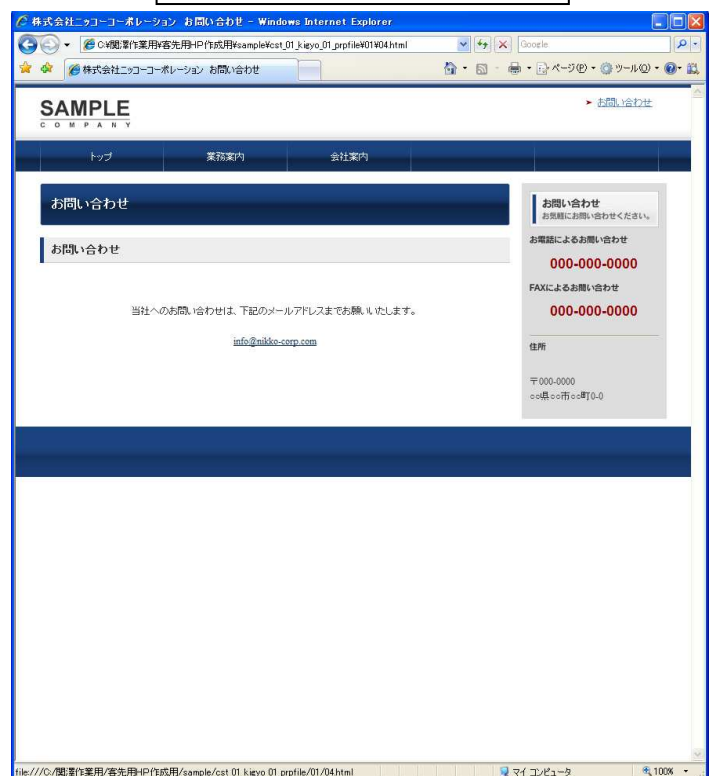 株式会社ニッコーコーポレーション お問い合わせ - Windows Internet Explorer
C:¥関澤作業用¥客先用HP作成用¥sample¥cst_01_kigyo_01_prpfile¥01¥04.html
Google
株式会社ニッコーコーポレーション お問い合わせ
ページ(P) ツール(O)
SAMPLE
COMPANY
お問い合わせ
トップ 業務案内 会社案内
お問い合わせ
お問い合わせ
当社へのお問い合わせは、下記のメールアドレスまでお願いいたします。
info@nikko-corp.com
お問い合わせ
お気軽にお問い合わせください。
お電話によるお問い合わせ
000-000-0000
FAXによるお問い合わせ
000-000-0000
住所
〒000-0000
○○県○○市○○町0-0
file:///C:/関澤作業用/客先用HP作成用/sample/cst_01_kigyo_01_prpfile/01/04.html
マイ コンピュータ
100%